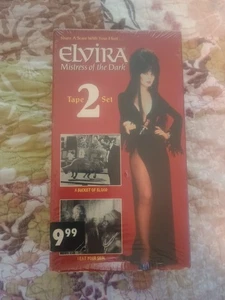 ELVIRA
Mistress of the Dark
Tape 2 Set
A BUCKET OF BLOOD
9.99